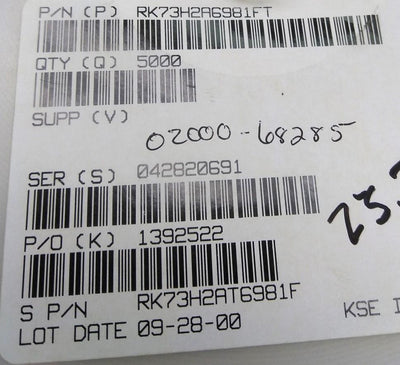 P/N (P) RK73H2A6981FT
QTY (Q) 5000
SUPP (V)
02000-68285
SER (S) 042820691
P/O (K) 1392522
S P/N RK73H2AT6981F
LOT DATE 09-28-00 KSE